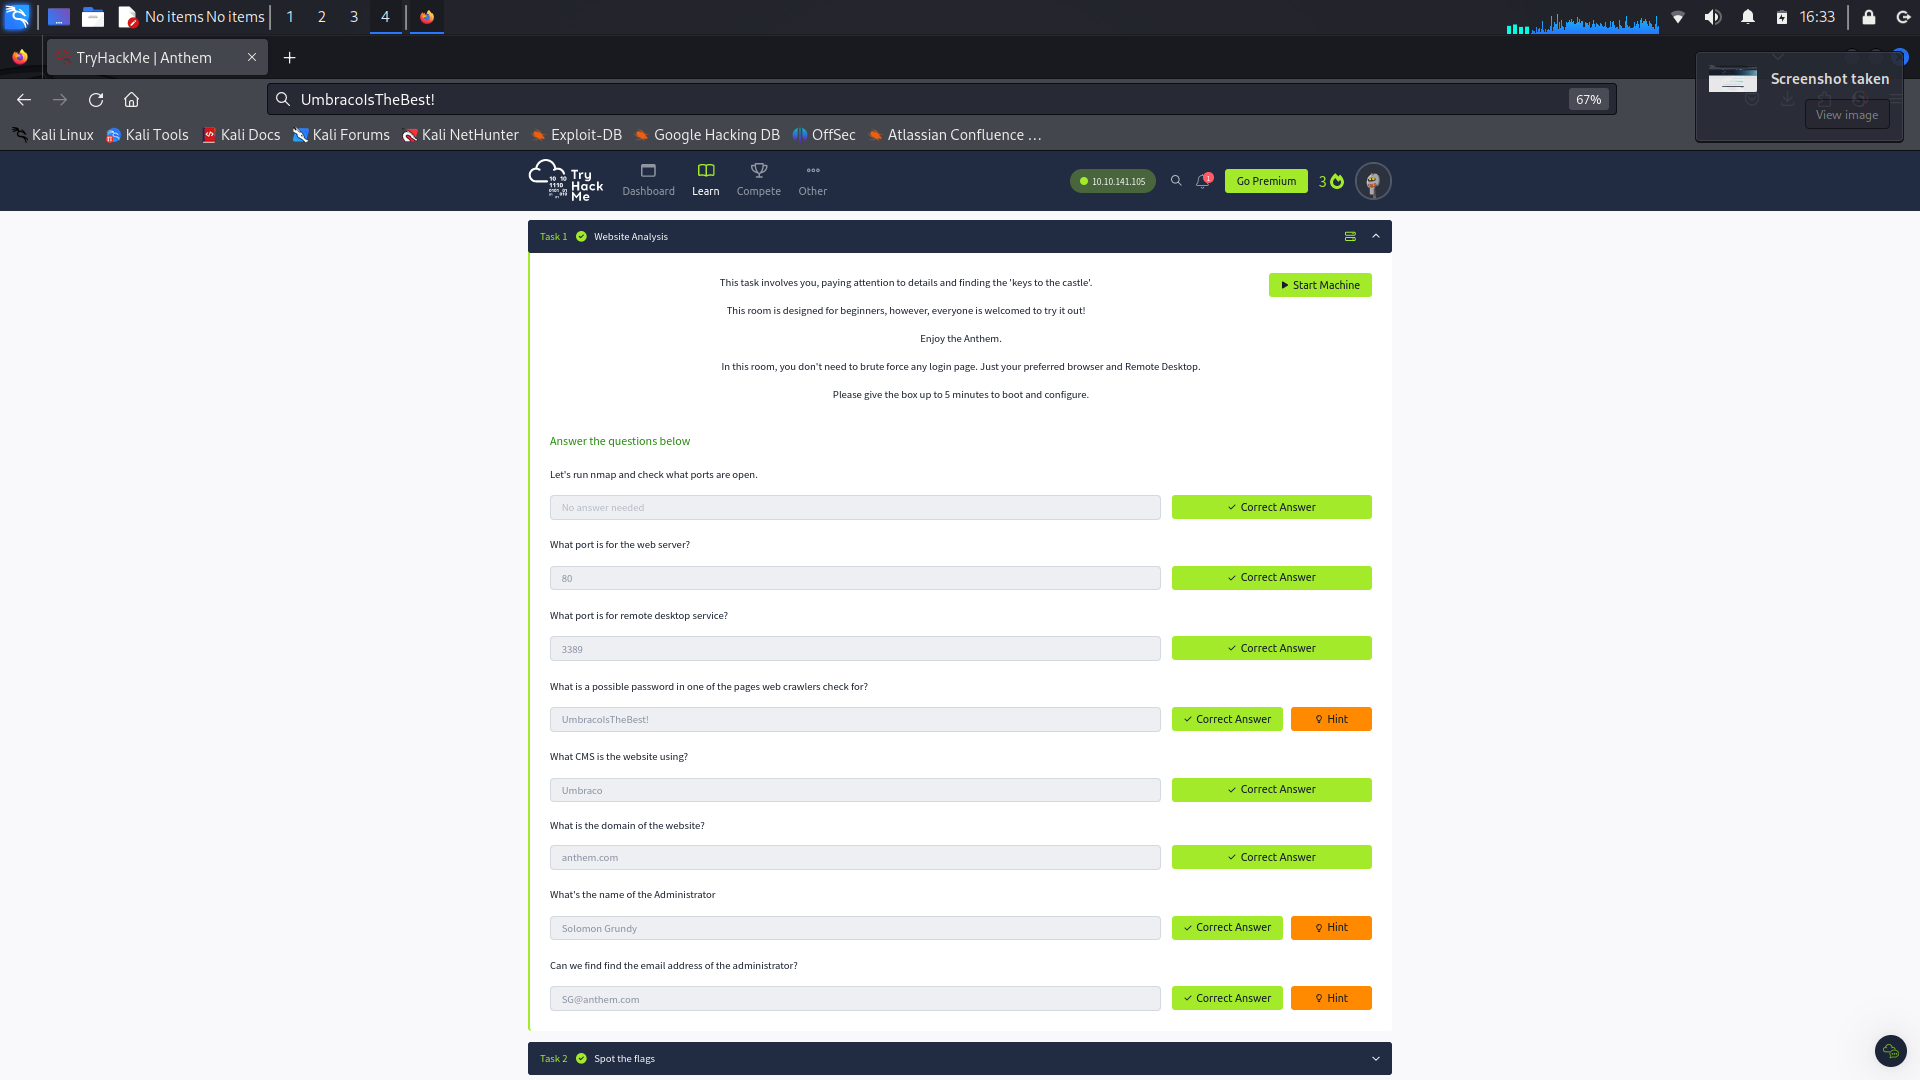 No items No items 1 2 3 4 16:33
TryHackMe | Anthem
Screenshot taken
View image
UmbracoIsTheBest! 67%
Kali Linux Kali Tools Kali Docs Kali Forums Kali NetHunter Exploit-DB Google Hacking DB OffSec Atlassian Confluence ...
Try Hack Me
Dashboard Learn Compete Other 10.10.141.105 1 Go Premium 3
Task 1 Website Analysis
This task involves you, paying attention to details and finding the 'keys to the castle'.
Start Machine
This room is designed for beginners, however, everyone is welcomed to try it out!
Enjoy the Anthem.
In this room, you don't need to brute force any login page. Just your preferred browser and Remote Desktop.
Please give the box up to 5 minutes to boot and configure.
Answer the questions below
Let's run nmap and check what ports are open.
No answer needed Correct Answer
What port is for the web server?
80 Correct Answer
What port is for remote desktop service?
3389 Correct Answer
What is a possible password in one of the pages web crawlers check for?
UmbracoIsTheBest! Correct Answer Hint
What CMS is the website using?
Umbraco Correct Answer
What is the domain of the website?
anthem.com Correct Answer
What's the name of the Administrator
Solomon Grundy Correct Answer Hint
Can we find find the email address of the administrator?
SG@anthem.com Correct Answer Hint
Task 2 Spot the flags